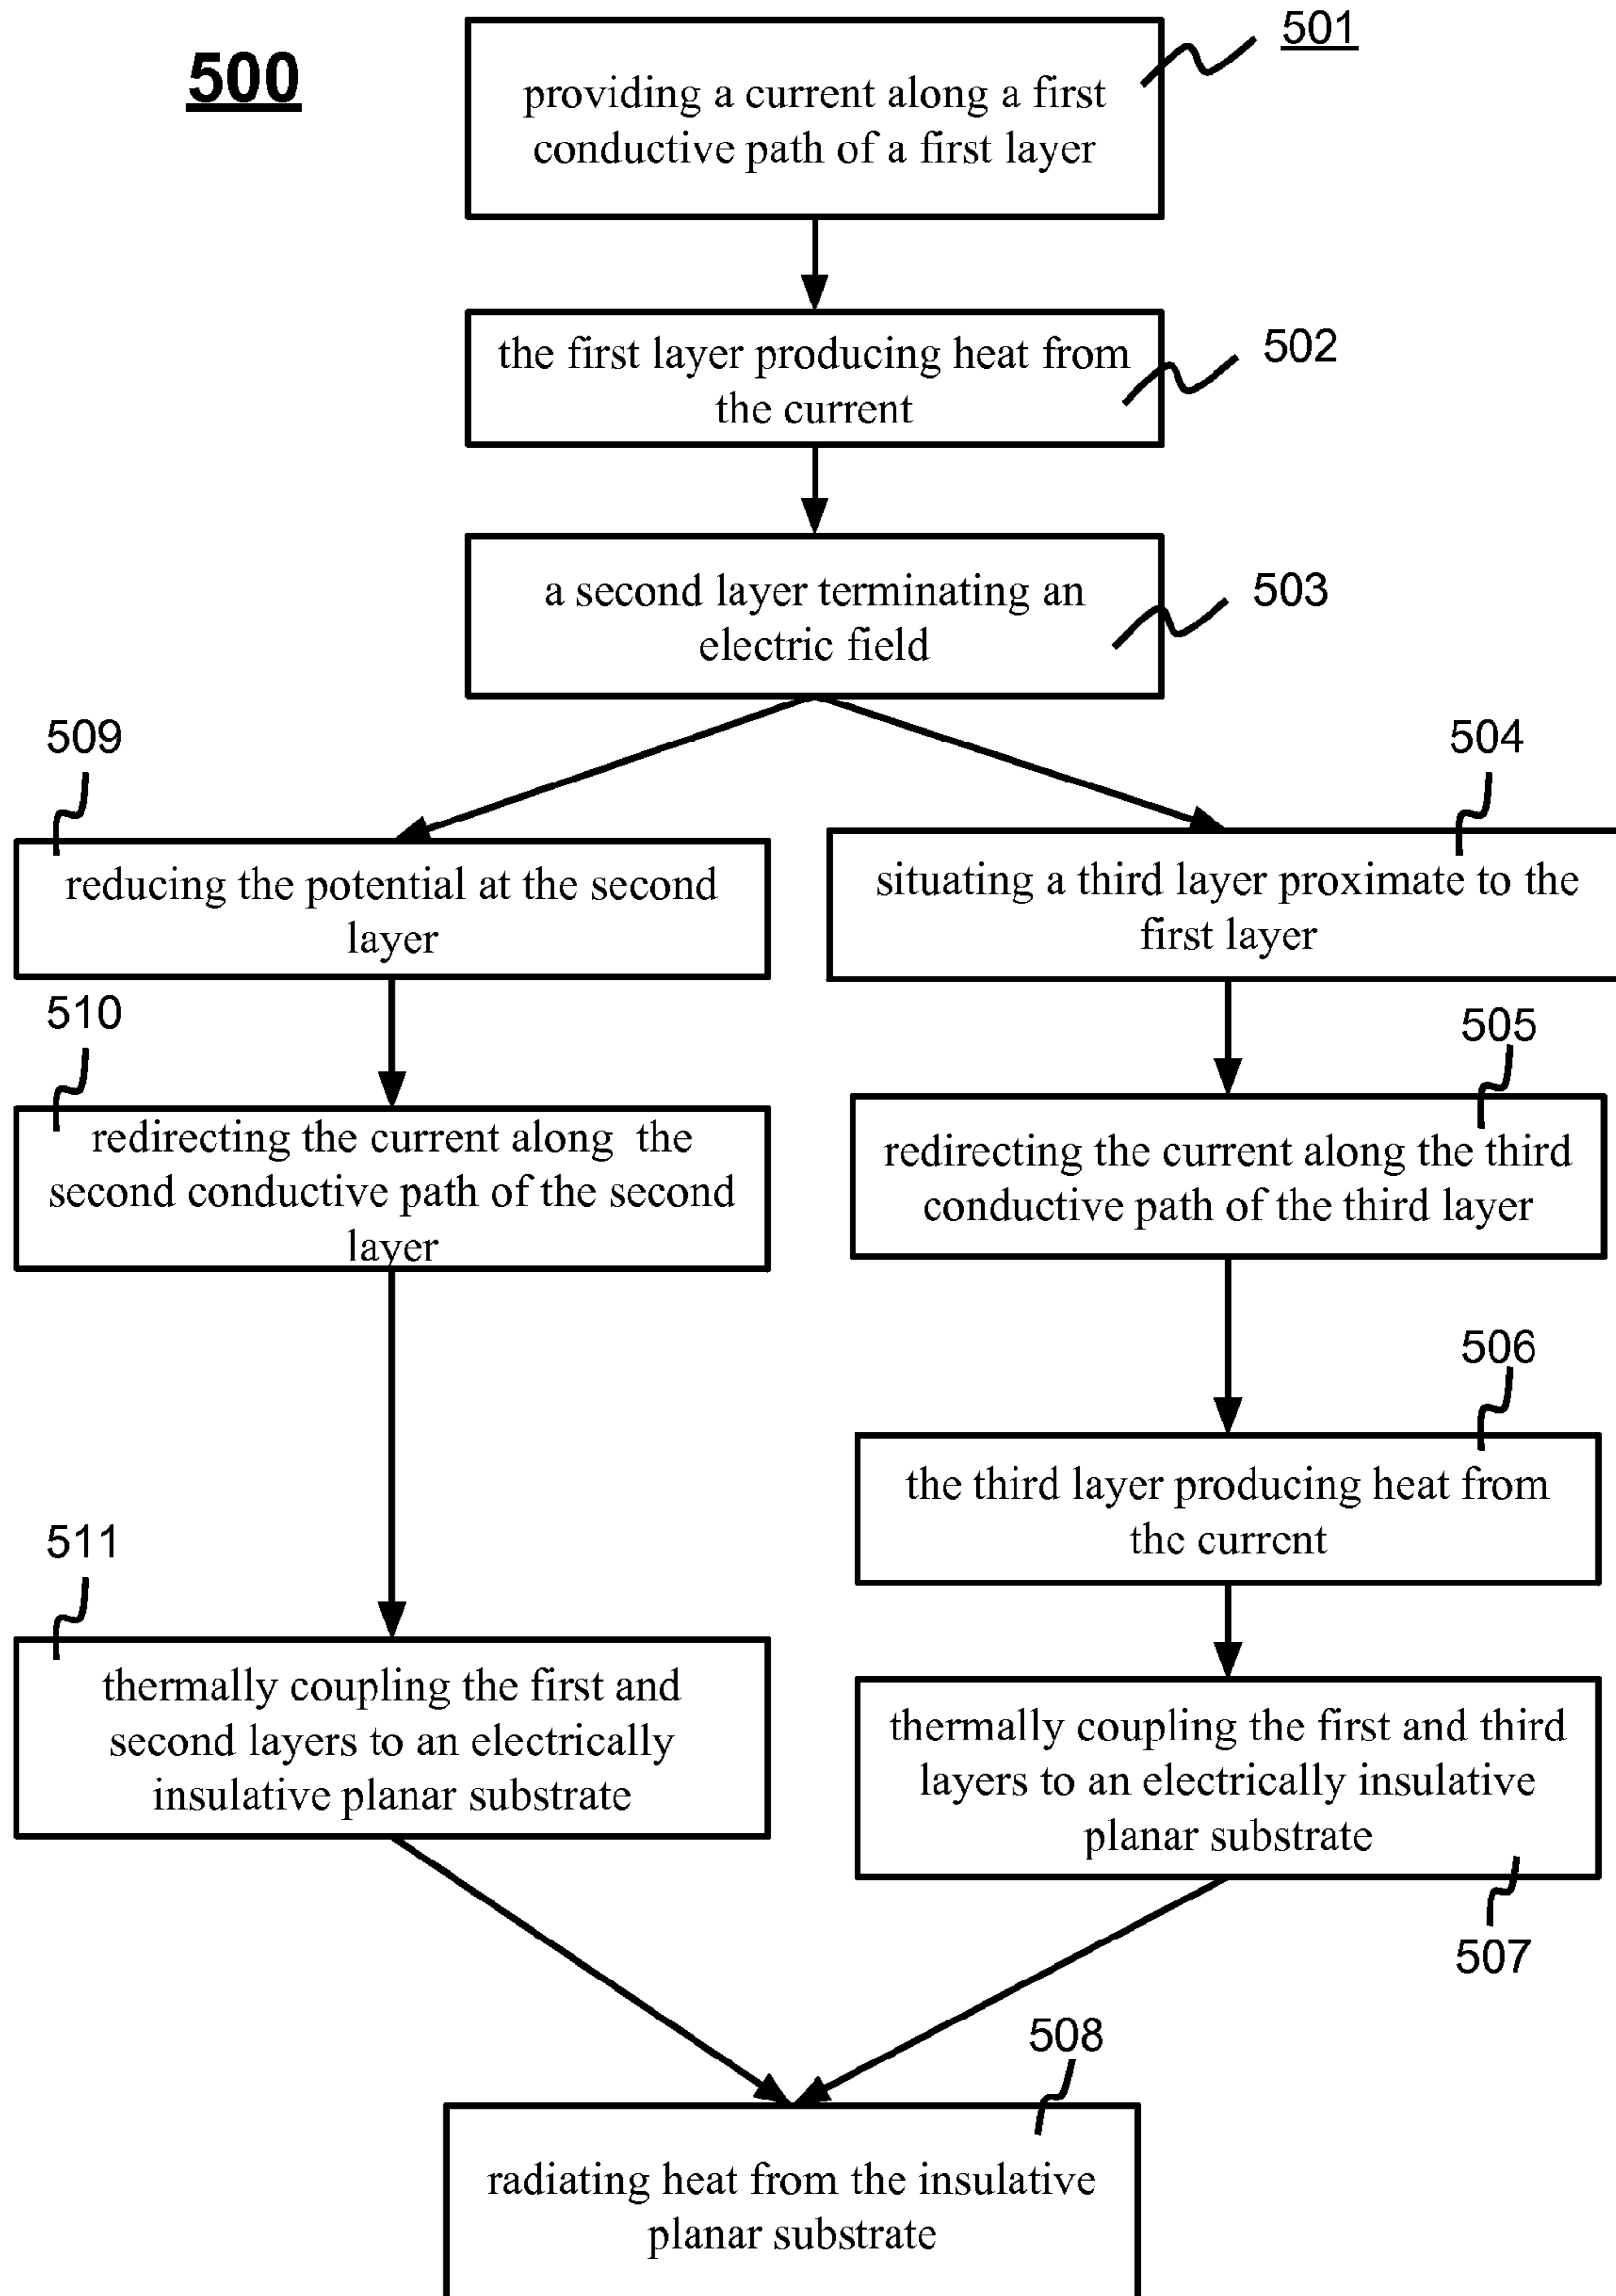 500
501
providing a current along a first
conductive path of a first layer
502
the first layer producing heat from
the current
503
a second layer terminating an
electric field
509
reducing the potential at the second
layer
504
situating a third layer proximate to the
first layer
510
redirecting the current along the
second conductive path of the second
layer
505
redirecting the current along the third
conductive path of the third layer
506
the third layer producing heat from
the current
511
thermally coupling the first and
second layers to an electrically
insulative planar substrate
thermally coupling the first and third
layers to an electrically insulative
planar substrate
507
508
radiating heat from the insulative
planar substrate